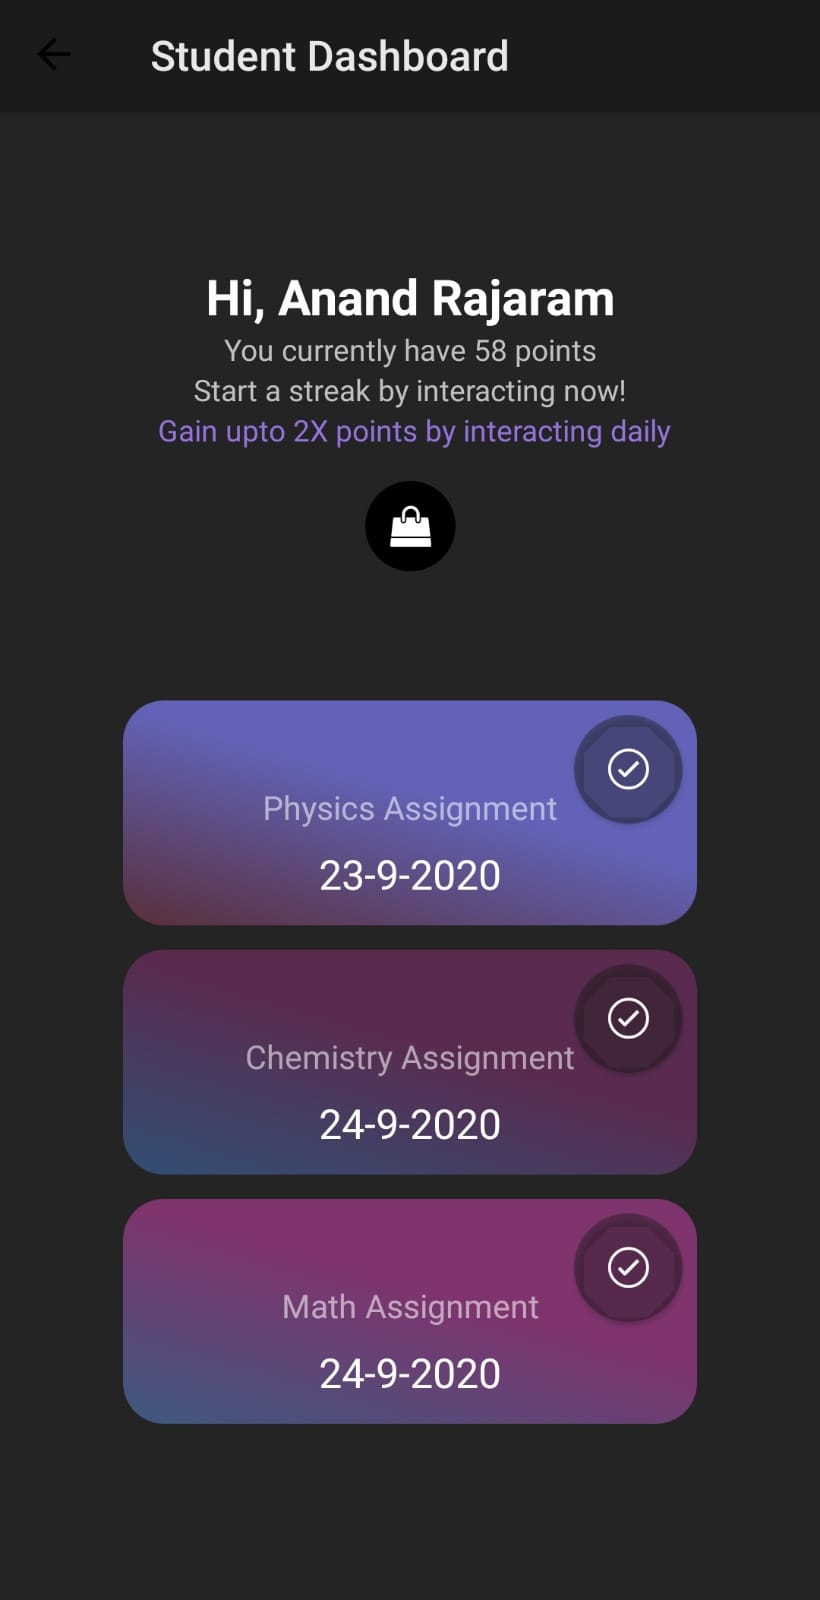 Student Dashboard
Hi, Anand Rajaram
You currently have 58 points
Start a streak by interacting now!
Gain upto 2X points by interacting daily
Physics Assignment
23-9-2020
Chemistry Assignment
24-9-2020
Math Assignment
24-9-2020